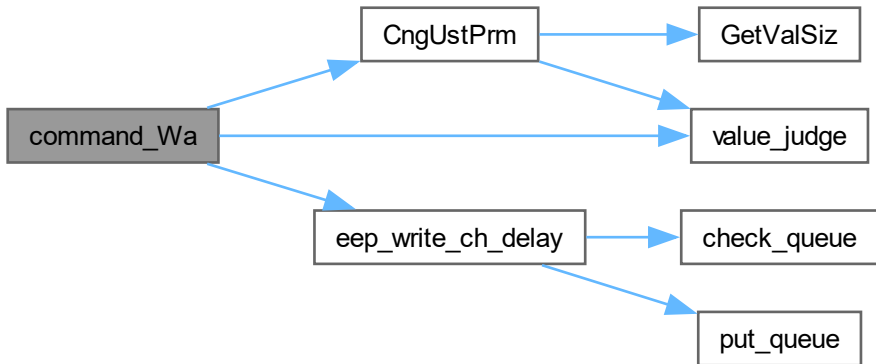 CngUstPrm
GetValSiz
command_Wa
value_judge
eep_write_ch_delay
check_queue
put_queue